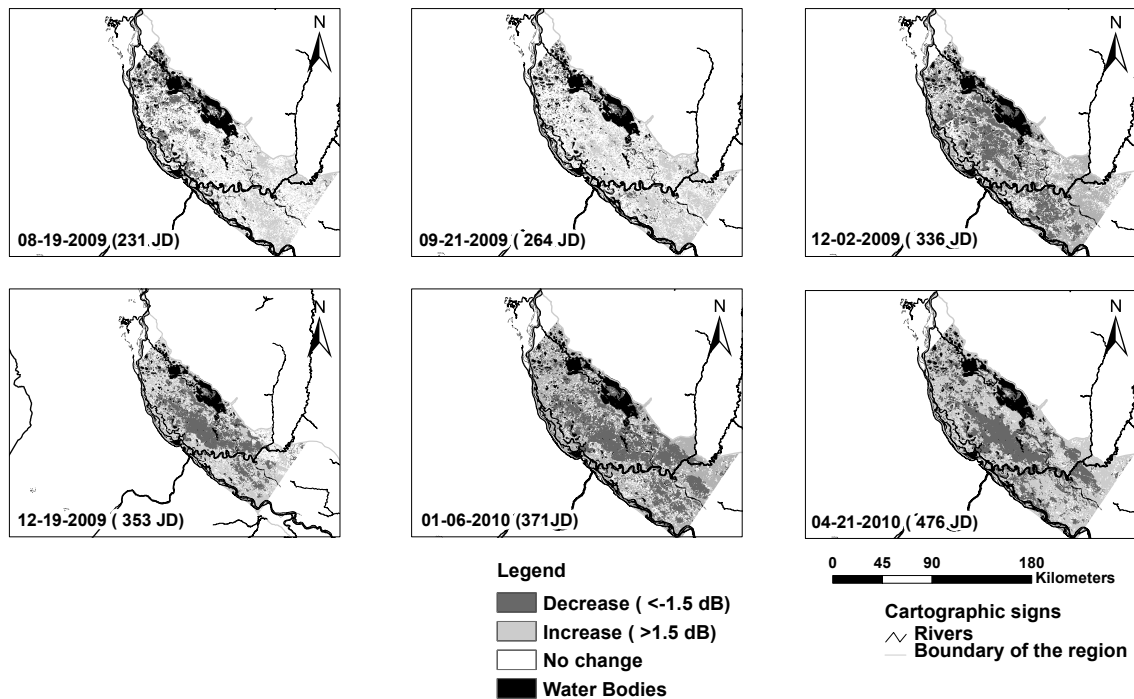 N
N
N
08-19-2009 (231 JD)
09-21-2009 ( 264 JD)
12-02-2009 ( 336 JD)
N
N
N
12-19-2009 ( 353 JD)
01-06-2010 (371JD)
04-21-2010 ( 476 JD)
Legend
Decrease ( <-1.5 dB)
Increase ( >1.5 dB)
No change
Water Bodies
0 45 90 180
Kilometers
Cartographic signs
Rivers
Boundary of the region